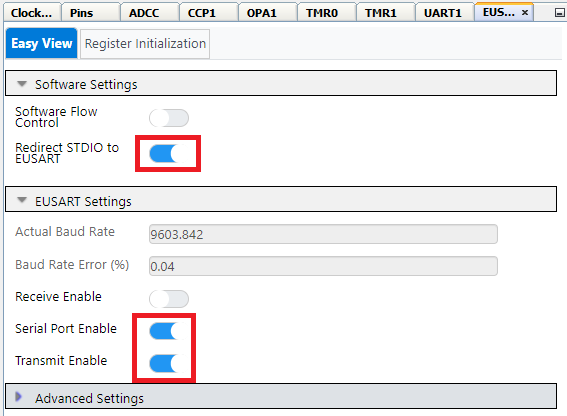 Clock... Pins ADCC CCP1 OPA1 TMR0 TMR1 UART1 EUS... ×
Easy View Register Initialization
Software Settings
Software Flow
Control
Redirect STDIO to
EUSART
EUSART Settings
Actual Baud Rate 9603.842
Baud Rate Error (%) 0.04
Receive Enable
Serial Port Enable
Transmit Enable
Advanced Settings